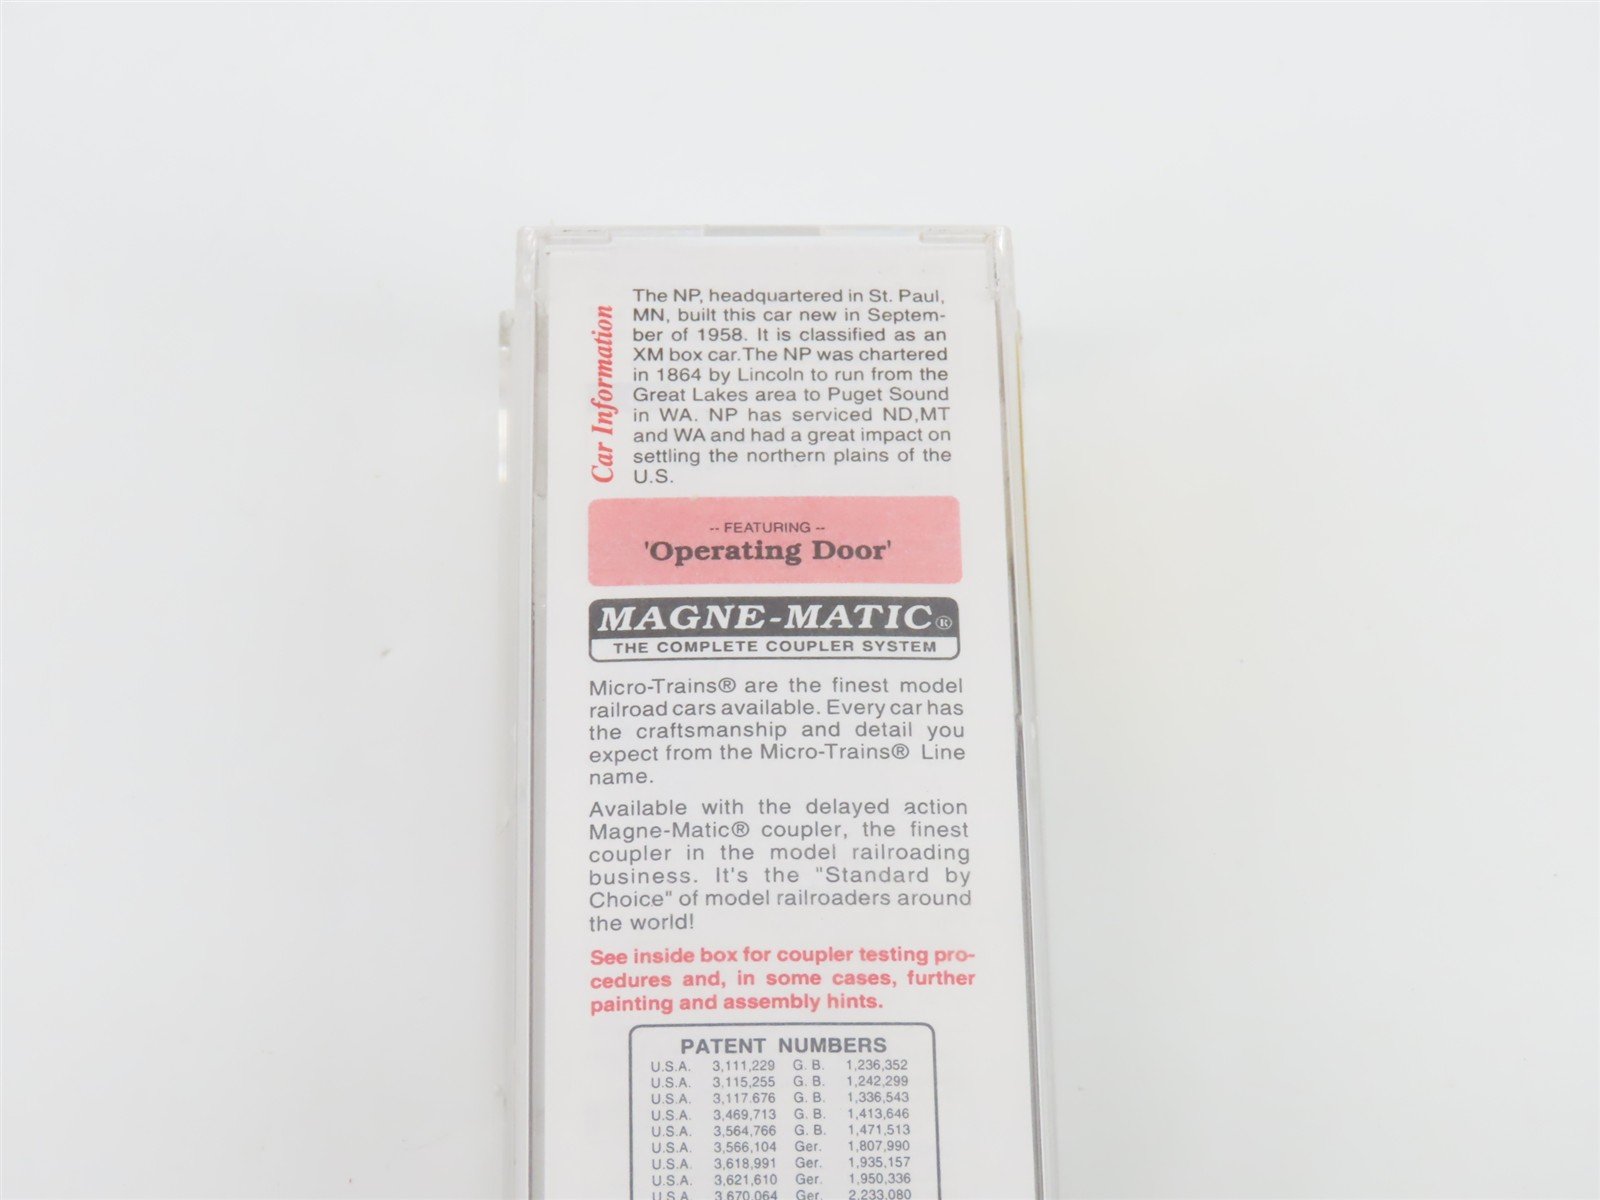 Car Information
The NP, headquartered in St. Paul,
MN, built this car new in Septem-
ber of 1958. It is classified as an
XM box car. The NP was chartered
in 1864 by Lincoln to run from the
Great Lakes area to Puget Sound
in WA. NP has serviced ND,MT
and WA and had a great impact on
settling the northern plains of the
U.S.
-- FEATURING --
'Operating Door'
MAGNE-MATIC®
THE COMPLETE COUPLER SYSTEM
Micro-Trains® are the finest model
railroad cars available. Every car has
the craftsmanship and detail you
expect from the Micro-Trains® Line
name.
Available with the delayed action
Magne-Matic® coupler, the finest
coupler in the model railroading
business. It's the "Standard by
Choice" of model railroaders around
the world!
See inside box for coupler testing pro-
cedures and, in some cases, further
painting and assembly hints.
PATENT NUMBERS
U.S.A. 3,111,229 G. B. 1,236,352
U.S.A. 3,115,255 G. B. 1,242,299
U.S.A. 3,117.676 G. B. 1,336,543
U.S.A. 3,469,713 G. B. 1,413,646
U.S.A. 3,564,766 G. B. 1,471,513
U.S.A. 3,566,104 Ger. 1,807,990
U.S.A. 3,618,991 Ger. 1,935,157
U.S.A. 3,621,610 Ger. 1,950,336
U.S.A. 3,670,064 Ger. 2,233,080